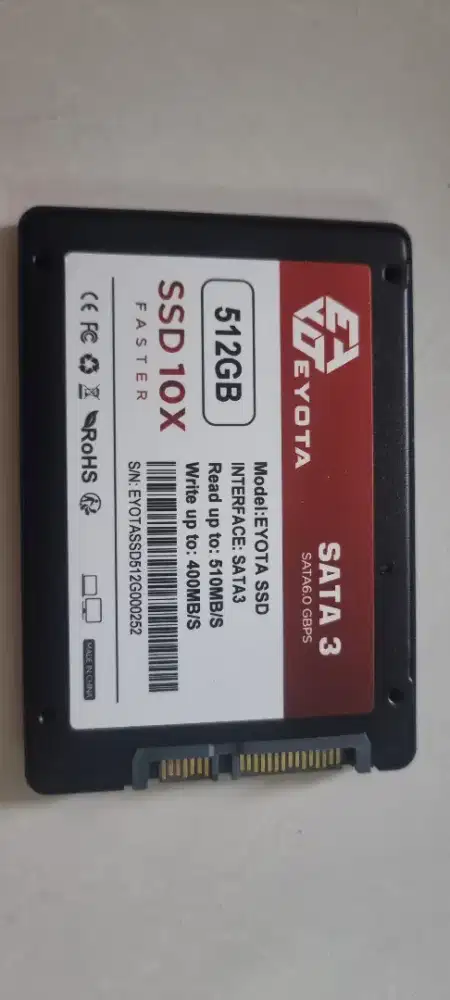 EYOTA
SATA 3
SATA6.0 GBPS
512GB
SSD 10X
FASTER
Model:EYOTA SSD
INTERFACE: SATA3
Read up to: 510MB/S
Write up to: 400MB/S
S/N: EYOTASSD512G000252
CE FC RoHS
MADE IN CHINA